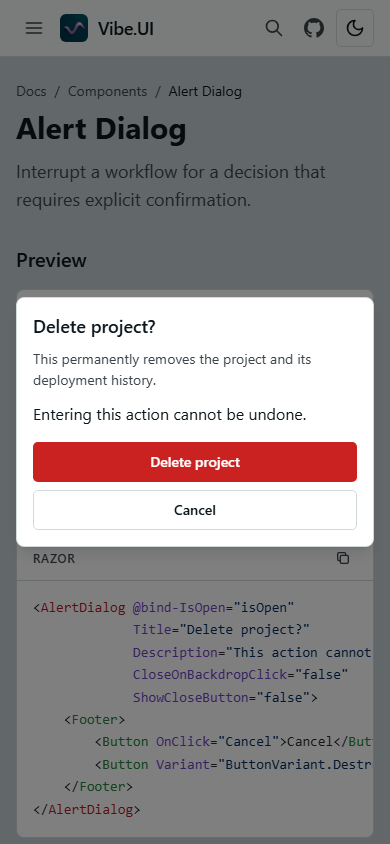 Vibe.UI
Docs / Components / Alert Dialog
Alert Dialog
Interrupt a workflow for a decision that
requires explicit confirmation.
Preview
Delete project?
This permanently removes the project and its
deployment history.
Entering this action cannot be undone.
Delete project
Cancel
RAZOR
<AlertDialog @bind-IsOpen="isOpen"
Title="Delete project?"
Description="This action cannot
CloseOnBackdropClick="false"
ShowCloseButton="false">
<Footer>
<Button OnClick="Cancel">Cancel</But
<Button Variant="ButtonVariant.Destr
</Footer>
</AlertDialog>